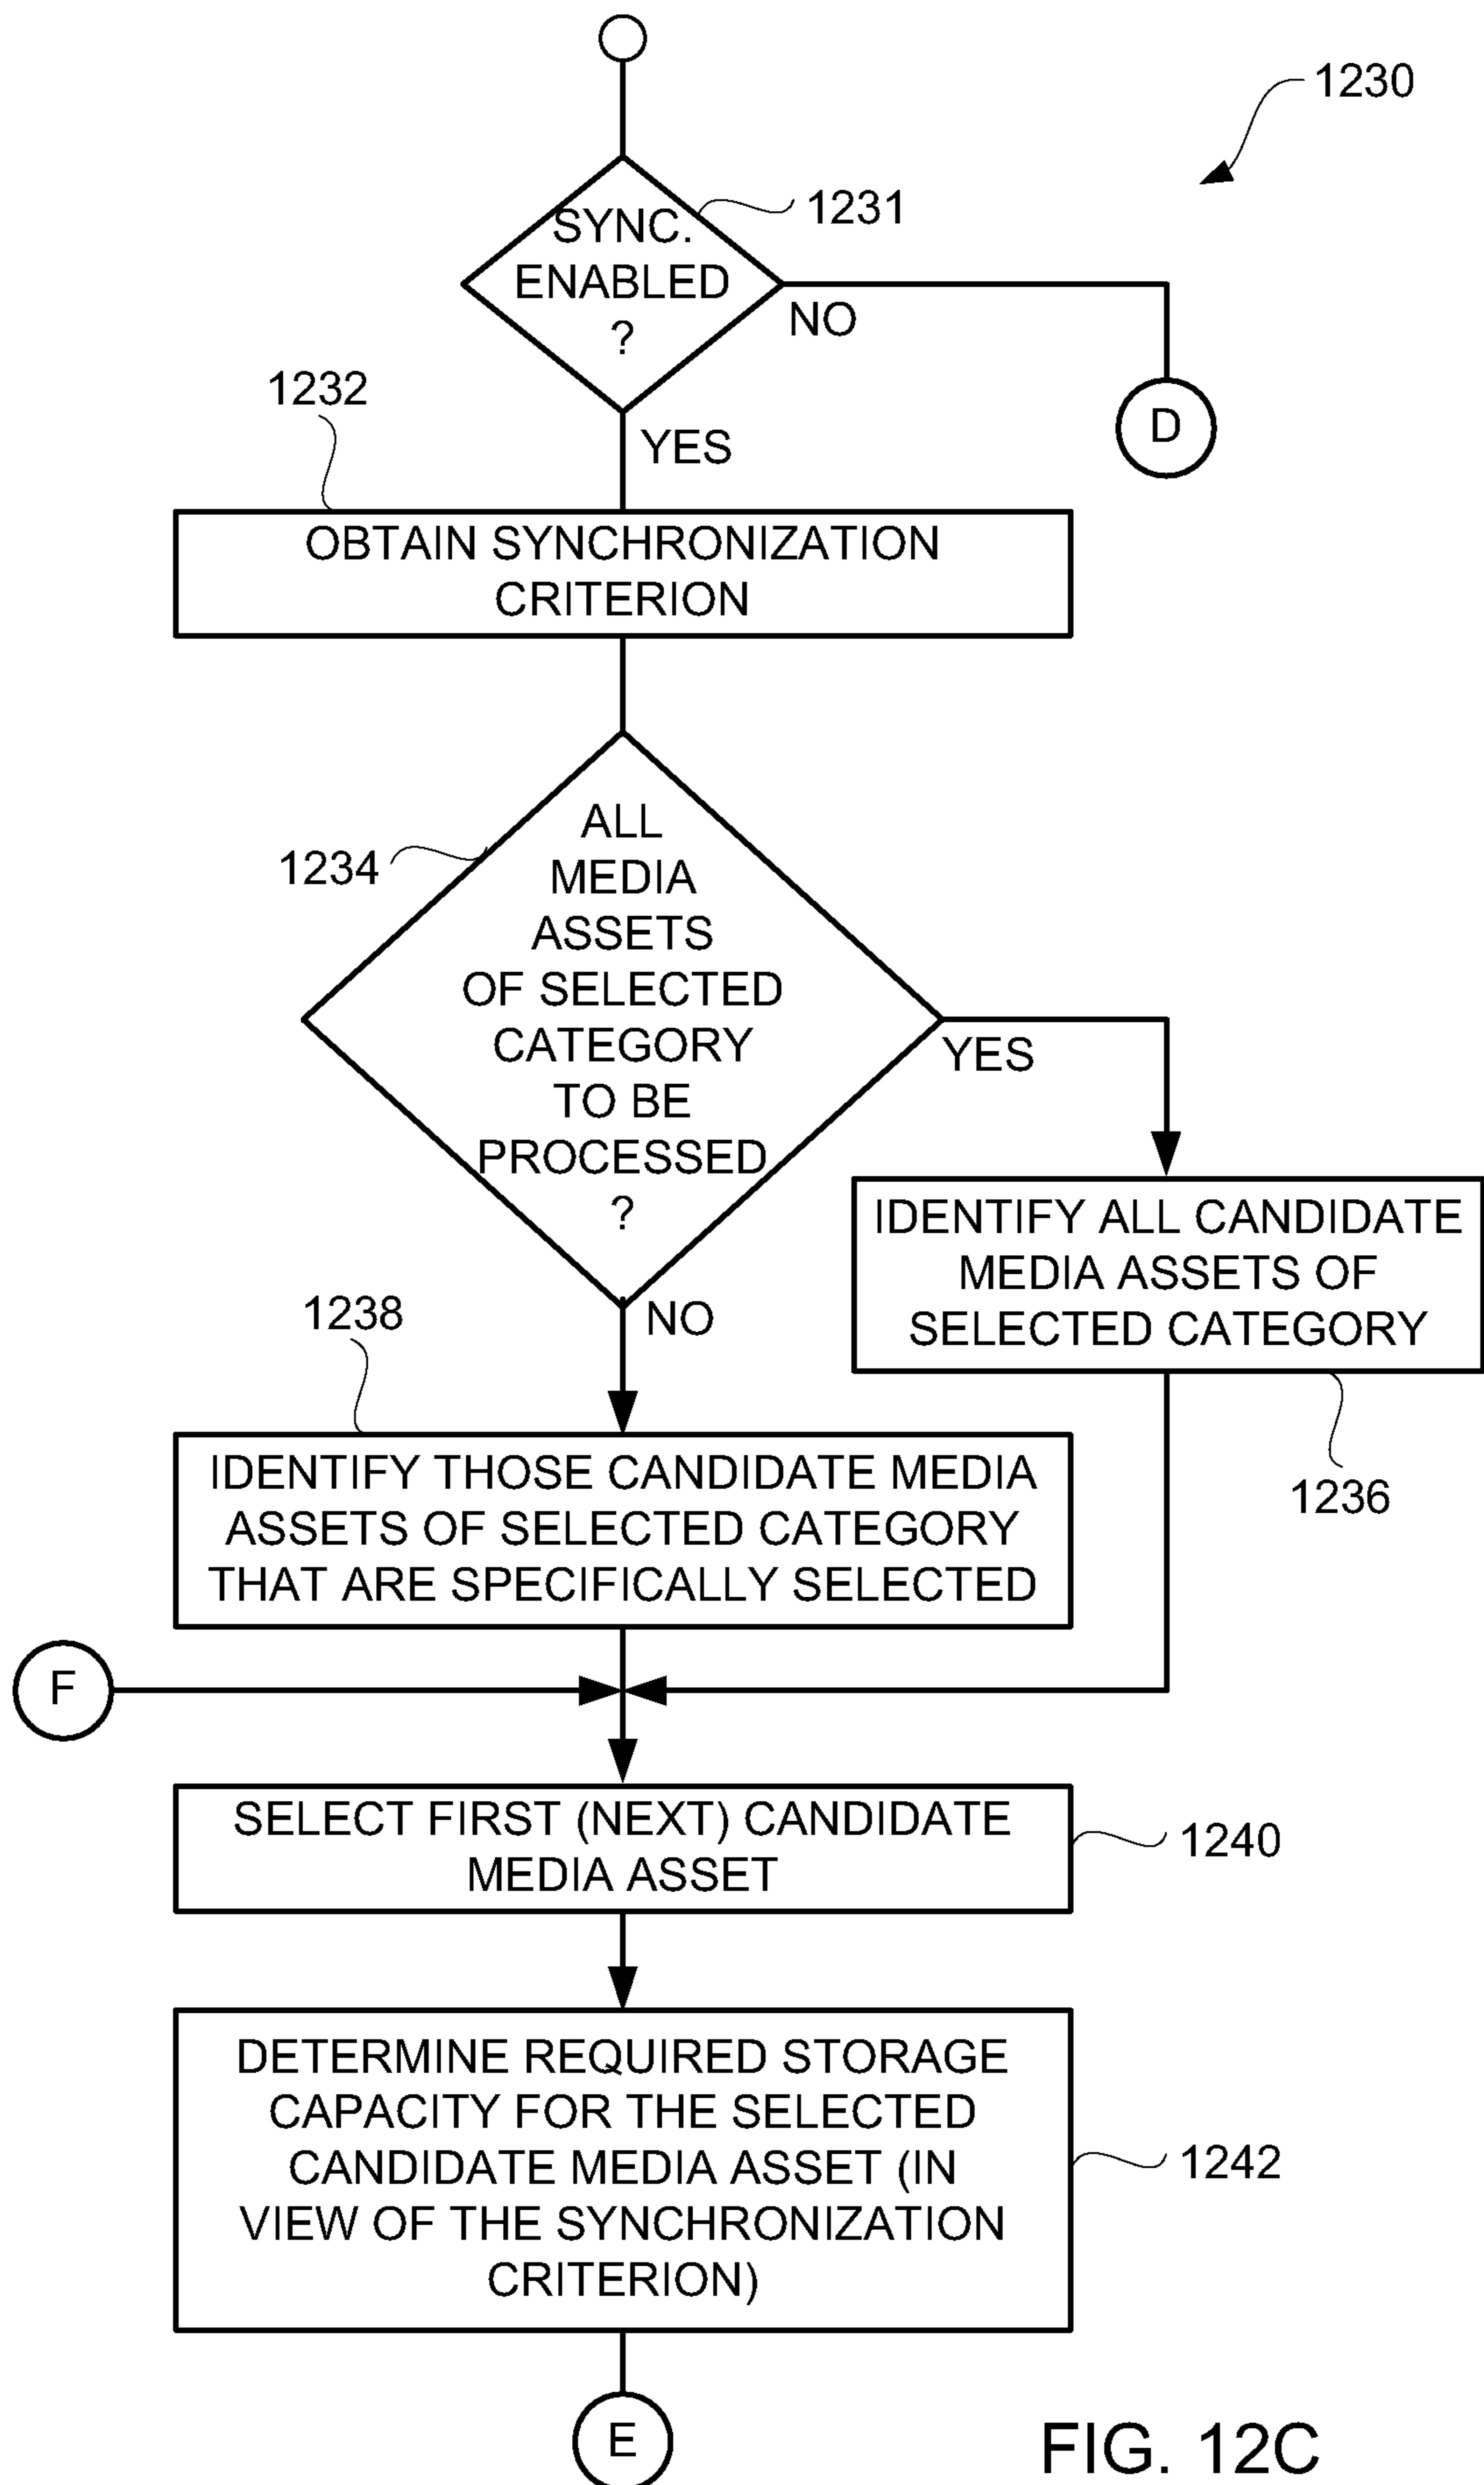 1230
SYNC.
ENABLED
?
1231
NO
D
YES
1232
OBTAIN SYNCHRONIZATION
CRITERION
1234
ALL
MEDIA
ASSETS
OF SELECTED
CATEGORY
TO BE
PROCESSED
?
YES
IDENTIFY ALL CANDIDATE
MEDIA ASSETS OF
SELECTED CATEGORY
1236
NO
1238
IDENTIFY THOSE CANDIDATE MEDIA
ASSETS OF SELECTED CATEGORY
THAT ARE SPECIFICALLY SELECTED
F
SELECT FIRST (NEXT) CANDIDATE
MEDIA ASSET
1240
DETERMINE REQUIRED STORAGE
CAPACITY FOR THE SELECTED
CANDIDATE MEDIA ASSET (IN
VIEW OF THE SYNCHRONIZATION
CRITERION)
1242
E
FIG. 12C